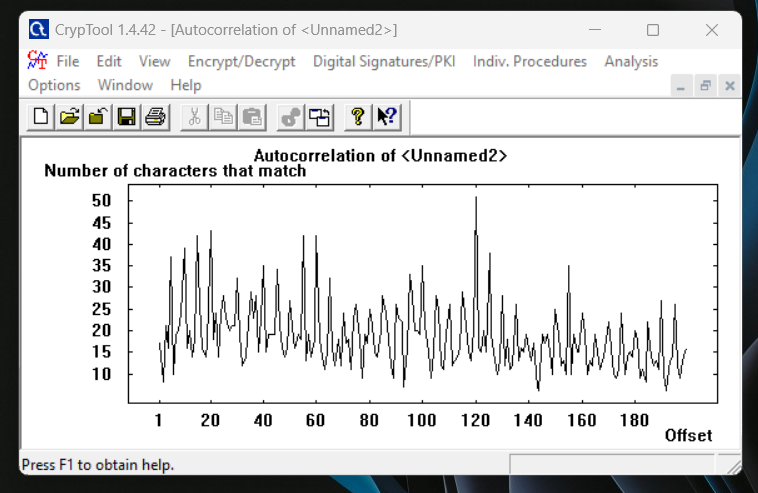 CrypTool 1.4.42 - [Autocorrelation of <Unnamed2>]
File Edit View Encrypt/Decrypt Digital Signatures/PKI Indiv. Procedures Analysis
Options Window Help
Autocorrelation of <Unnamed2>
Number of characters that match
50
45
40
35
30
25
20
15
10
1 20 40 60 80 100 120 140 160 180
Offset
Press F1 to obtain help.